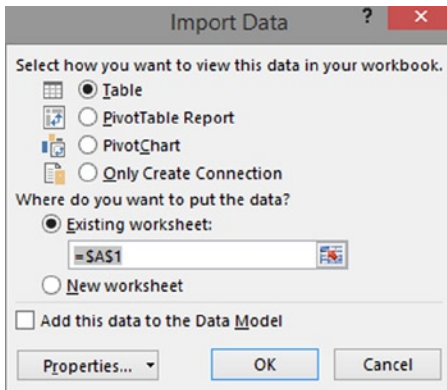 Import Data
?
Select how you want to view this data in your workbook.
Table
PivotTable Report
PivotChart
Only Create Connection
Where do you want to put the data?
Existing worksheet:
=$A$1
New worksheet
Add this data to the Data Model
Properties... OK Cancel